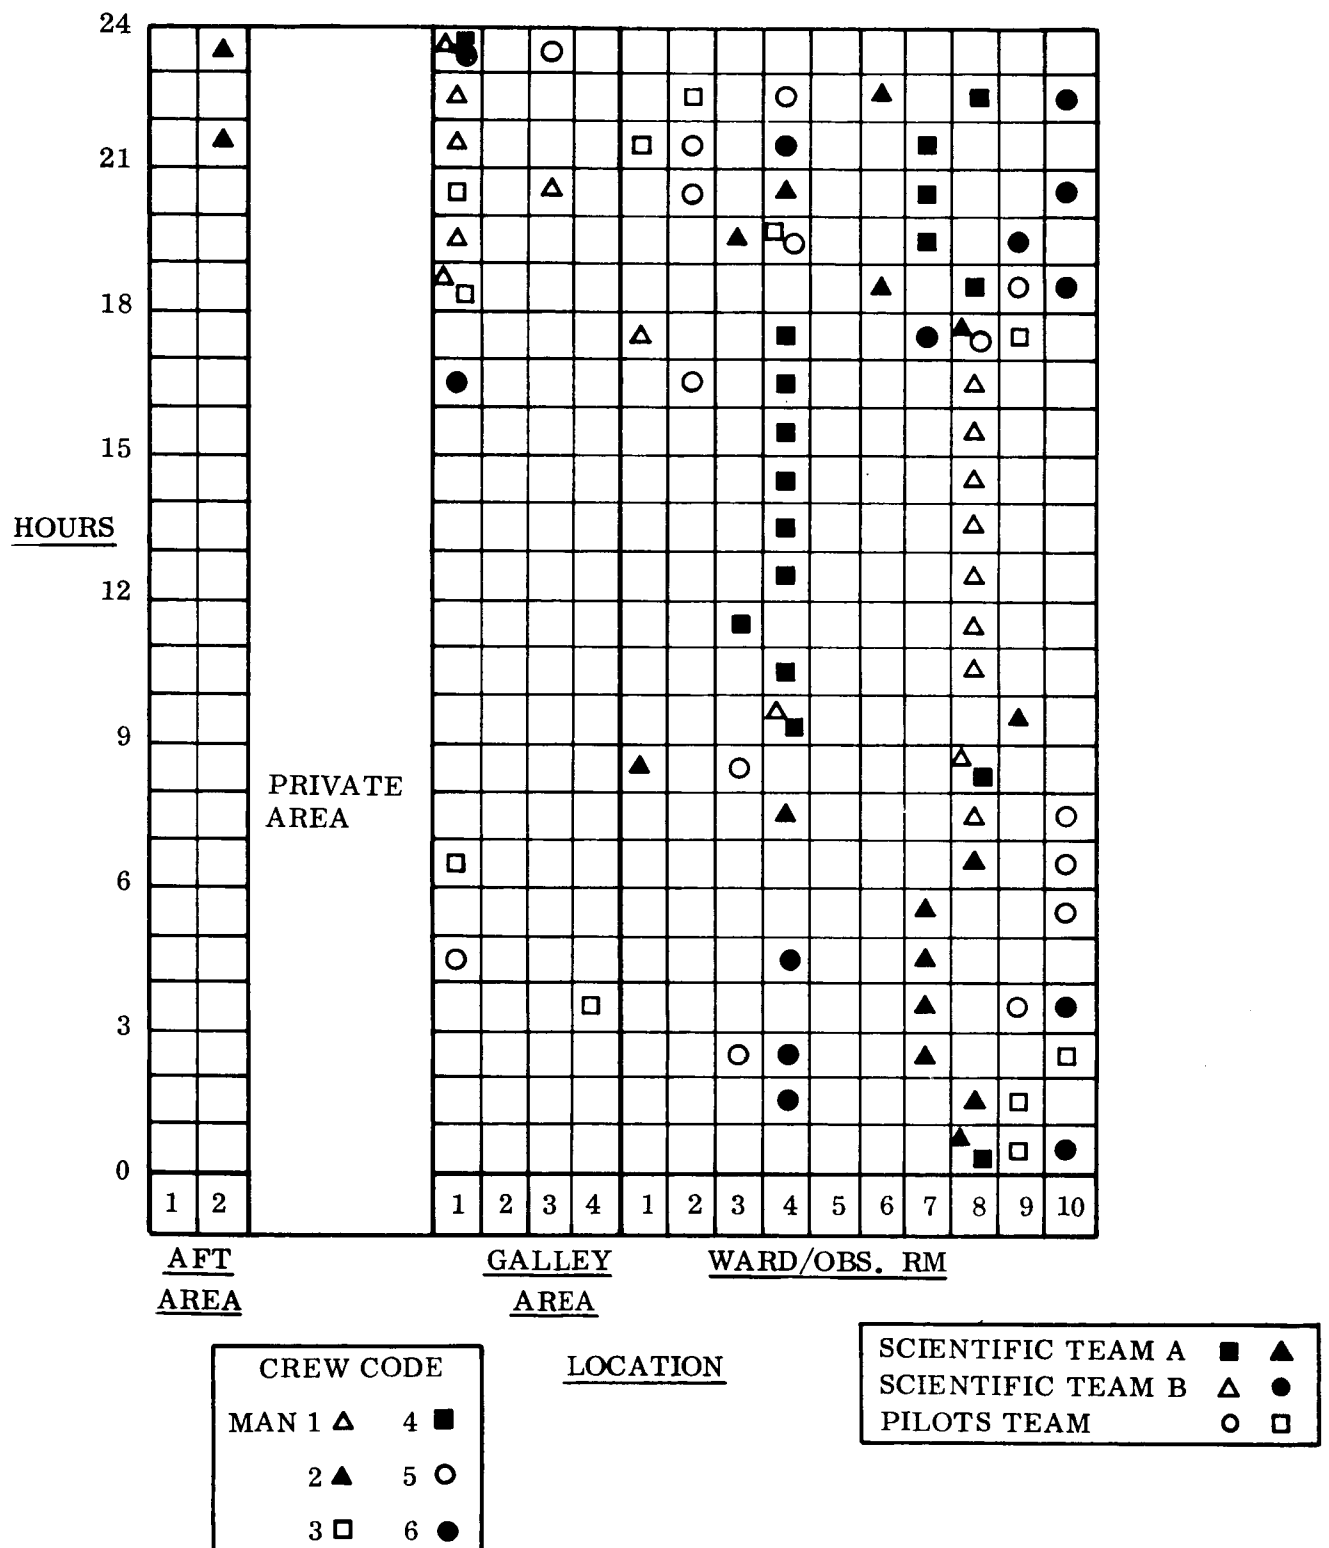 24
21
18
15
HOURS
12
9
PRIVATE
AREA
6
3
0
1 2 1 2 3 4 1 2 3 4 5 6 7 8 9 10
AFT
AREA
GALLEY
AREA
WARD/OBS. RM
LOCATION
CREW CODE
MAN 1 △ 4 ■
2 ▲ 5 ○
3 □ 6 ●
SCIENTIFIC TEAM A ■ ▲
SCIENTIFIC TEAM B △ ●
PILOTS TEAM ○ □